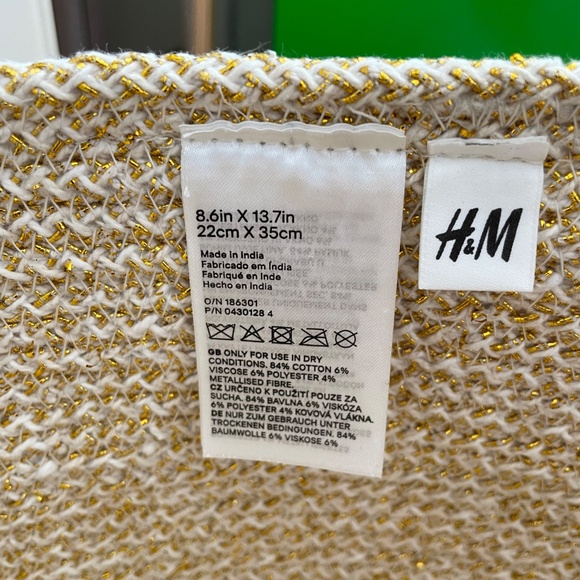 8.6in X 13.7in
22cm X 35cm
Made in India
Fabricado em Índia
Fabriqué en Inde
Hecho en India
O/N 186301
P/N 0430128 4
GB ONLY FOR USE IN DRY
CONDITIONS. 84% COTTON 6%
VISCOSE 6% POLYESTER 4%
METALLISED FIBRE.
CZ URČENO K POUŽITÍ POUZE ZA
SUCHA. 84% BAVLNA 6% VISKÓZA
6% POLYESTER 4% KOVOVÁ VLÁKNA.
DE NUR ZUM GEBRAUCH UNTER
TROCKENEN BEDINGUNGEN. 84%
BAUMWOLLE 6% VISKOSE 6%
H&M